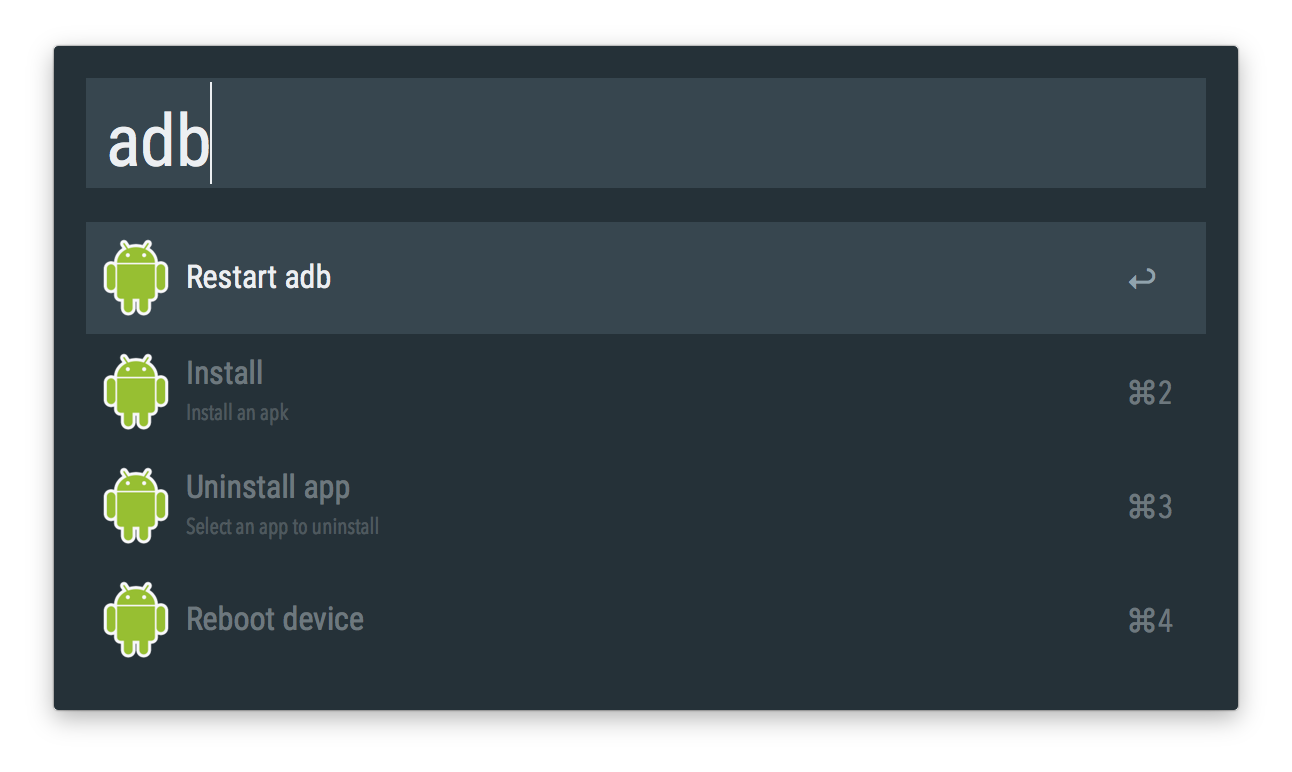 adb
Restart adb ↩
Install ⌘2
Install an apk
Uninstall app ⌘3
Select an app to uninstall
Reboot device ⌘4